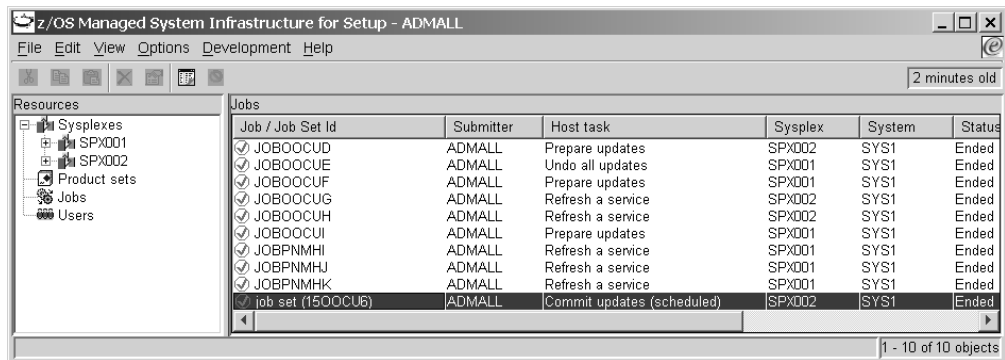 z/OS Managed System Infrastructure for Setup - ADMALL
File Edit View Options Development Help
2 minutes old
Resources
Sysplexes
SPX001
SPX002
Product sets
Jobs
Users
Jobs
Job / Job Set Id Submitter Host task Sysplex System Status
JOBOOCUD ADMALL Prepare updates SPX002 SYS1 Ended
JOBOOCUE ADMALL Undo all updates SPX001 SYS1 Ended
JOBOOCUF ADMALL Prepare updates SPX001 SYS1 Ended
JOBOOCUG ADMALL Refresh a service SPX002 SYS1 Ended
JOBOOCUH ADMALL Refresh a service SPX002 SYS1 Ended
JOBOOCUI ADMALL Prepare updates SPX001 SYS1 Ended
JOBPNMHI ADMALL Refresh a service SPX001 SYS1 Ended
JOBPNMHJ ADMALL Refresh a service SPX001 SYS1 Ended
JOBPNMHK ADMALL Refresh a service SPX001 SYS1 Ended
job set (15OOCU6) ADMALL Commit updates (scheduled) SPX002 SYS1 Ended
1 - 10 of 10 objects